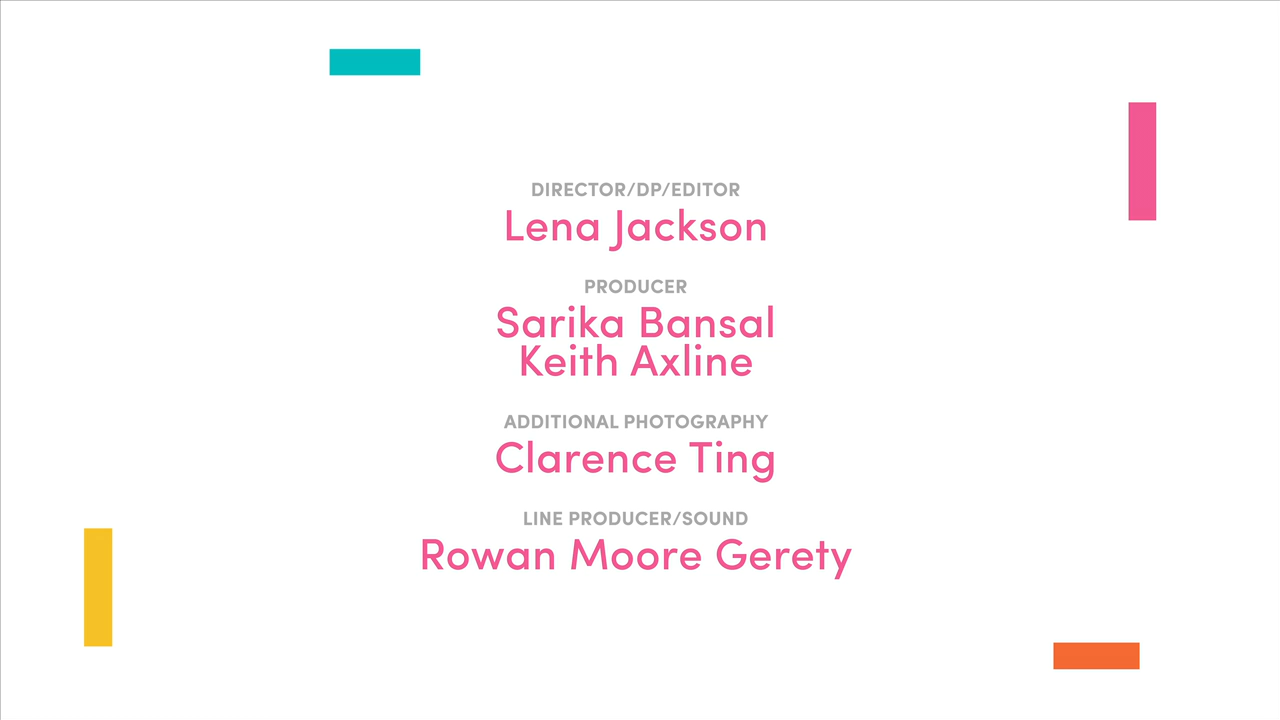 DIRECTOR/DP/EDITOR
Lena Jackson
PRODUCER
Sarika Bansal
Keith Axline
ADDITIONAL PHOTOGRAPHY
Clarence Ting
LINE PRODUCER/SOUND
Rowan Moore Gerety